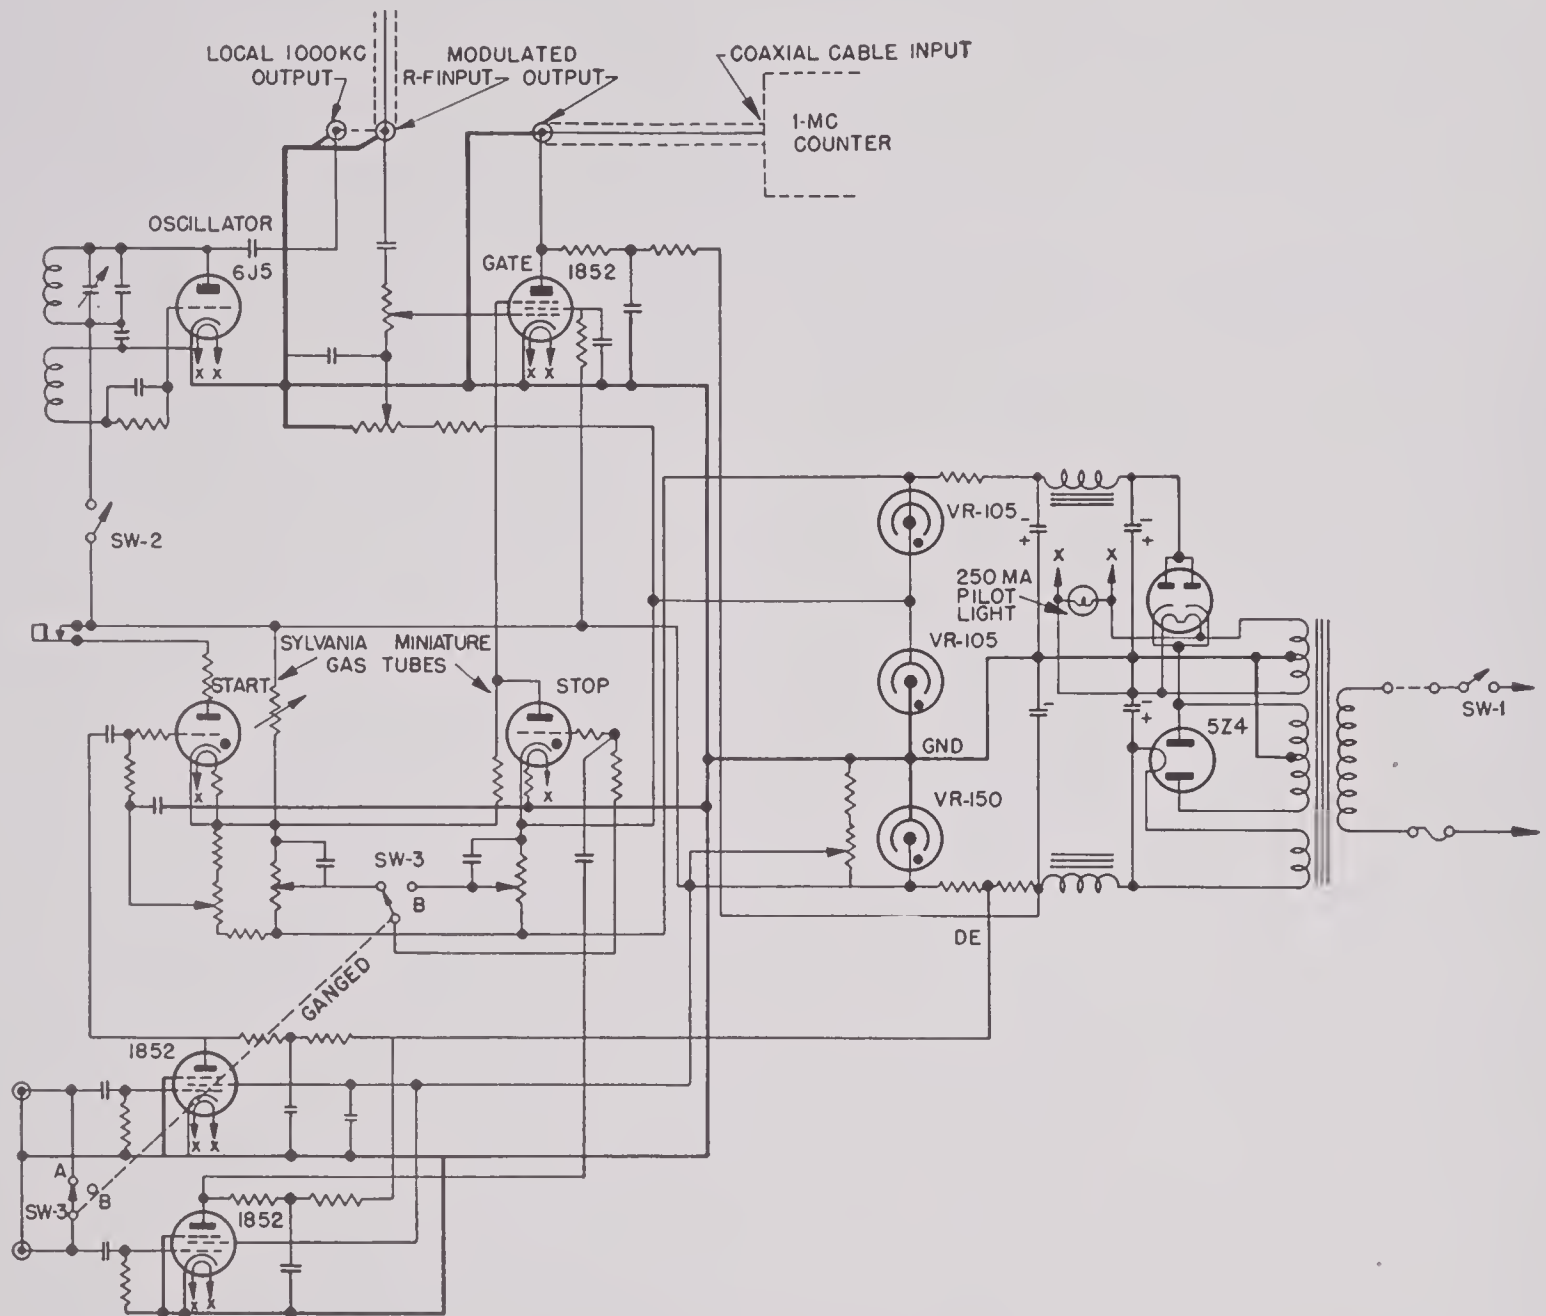 LOCAL 1000KC
OUTPUT
MODULATED
R-F INPUT OUTPUT
COAXIAL CABLE INPUT
1-MC
COUNTER
OSCILLATOR
6J5
GATE
1852
X X
X X
SW-2
VR-105
250 MA
PILOT
LIGHT
X X
VR-105
SYLVANIA MINIATURE
GAS TUBES
START
STOP
X
X
GND
5Z4
SW-1
VR-150
SW-3
B
DE
GANGED
1852
X X
A
B
SW-3
1852
X X